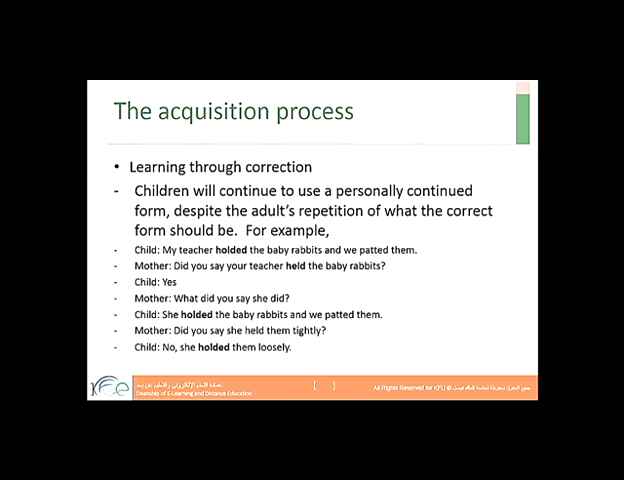 The acquisition process
• Learning through correction
- Children will continue to use a personally continued
form, despite the adult's repetition of what the correct
form should be. For example,
- Child: My teacher holded the baby rabbits and we patted them.
- Mother: Did you say your teacher held the baby rabbits?
- Child: Yes
- Mother: What did you say she did?
- Child: She holded the baby rabbits and we patted them.
- Mother: Did you say she held them tightly?
- Child: No, she holded them loosely.
عمادة التعلم الإلكتروني والتعليم عن بعد
Deanship of E-Learning and Distance Education
[ ]
All Rights Reserved for KFU © جميع الحقوق محفوظة لجامعة الملك فيصل